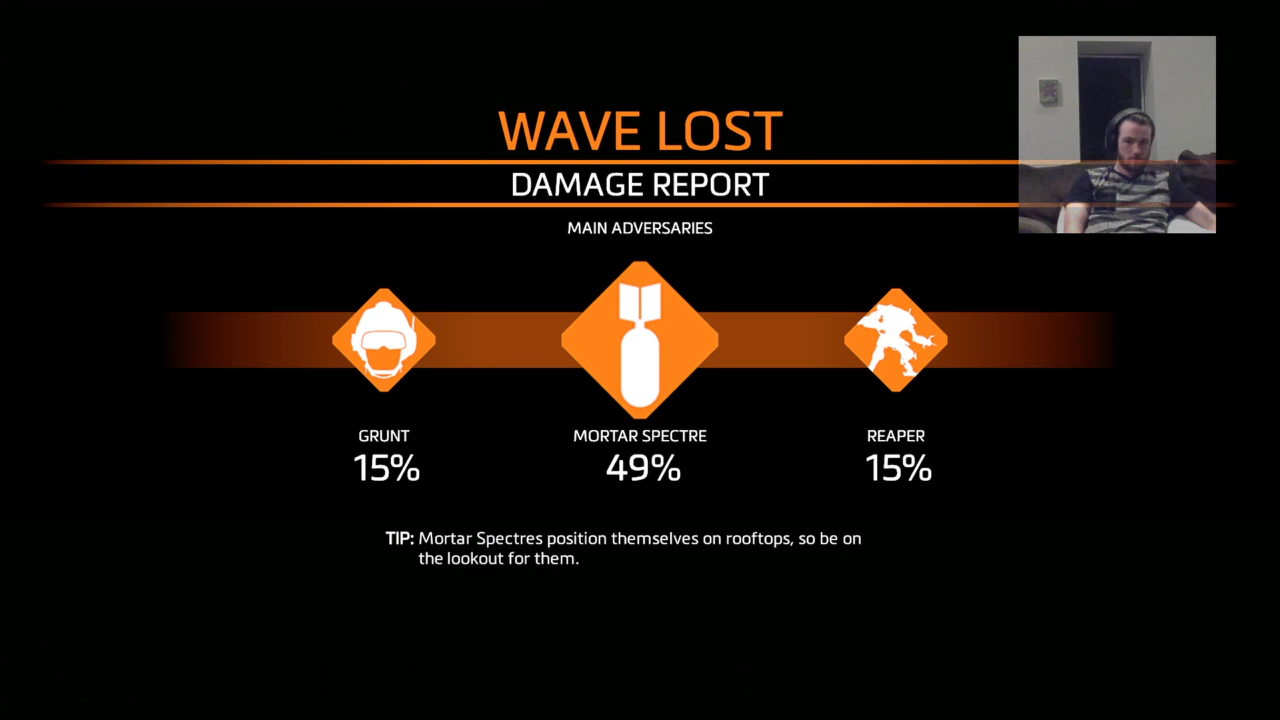 WAVE LOST
DAMAGE REPORT
MAIN ADVERSARIES
GRUNT
15%
MORTAR SPECTRE
49%
REAPER
15%
TIP: Mortar Spectres position themselves on rooftops, so be on
the lookout for them.